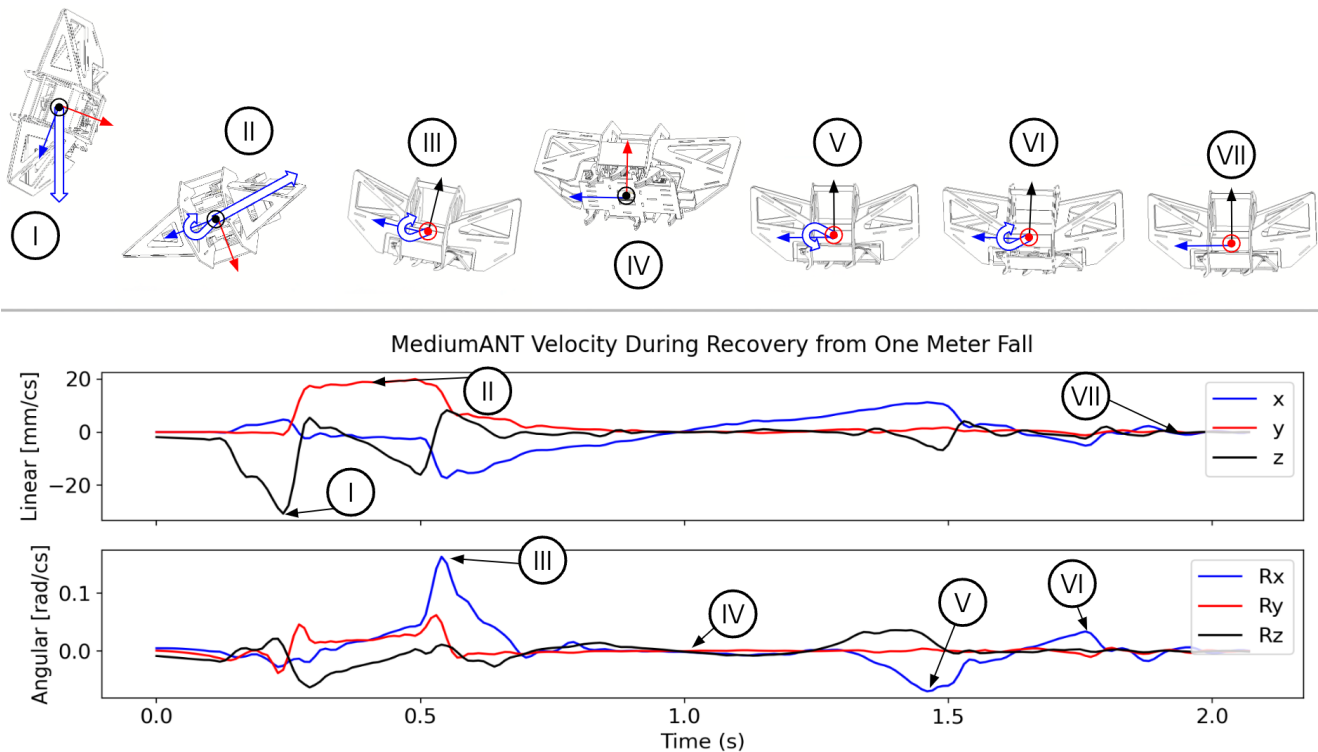 I
II
III
IV
V
VI
VII
MediumANT Velocity During Recovery from One Meter Fall
Linear [mm/cs]
20
0
−20
I
II
VII
x
y
z
Angular [rad/cs]
0.1
0.0
III
IV
V
VI
Rx
Ry
Rz
0.0
0.5
1.0
1.5
2.0
Time (s)